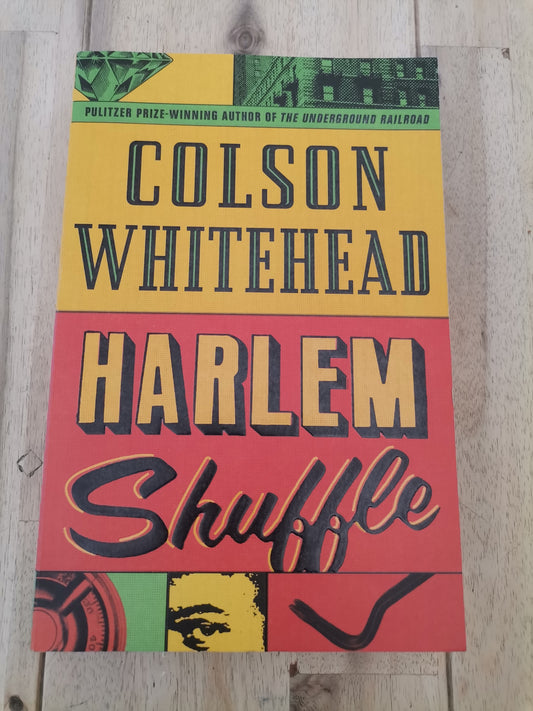 PULITZER PRIZE-WINNING AUTHOR OF THE UNDERGROUND RAILROAD
COLSON
WHITEHEAD
HARLEM
Shuffle